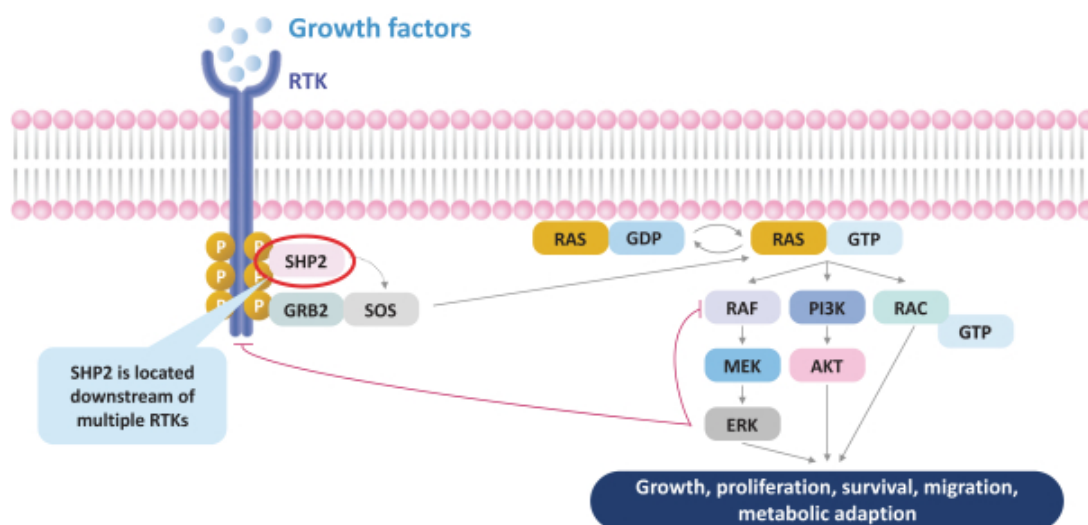 Growth factors
RTK
P P
SHP2
P P
P P
GRB2 SOS
RAS GDP
RAS GTP
RAF PI3K RAC
GTP
MEK AKT
ERK
SHP2 is located
downstream of
multiple RTKs
Growth, proliferation, survival, migration,
metabolic adaption